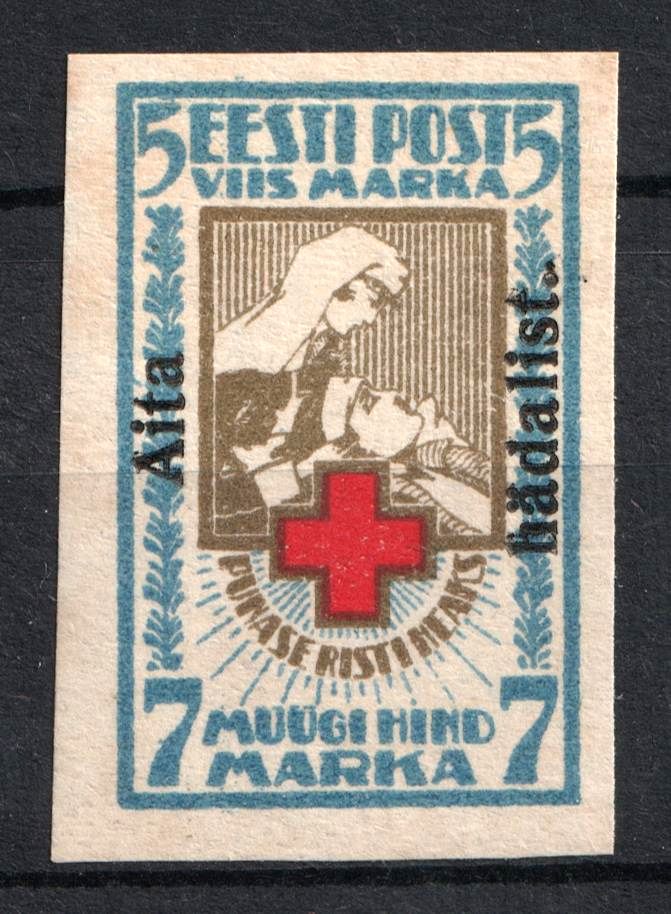 5 EESTI POST 5
VIIS MARKA
Aita
hädalist.
PUNASE RISTI HEAKS
7 MÜÜGI HIND 7
MARKA